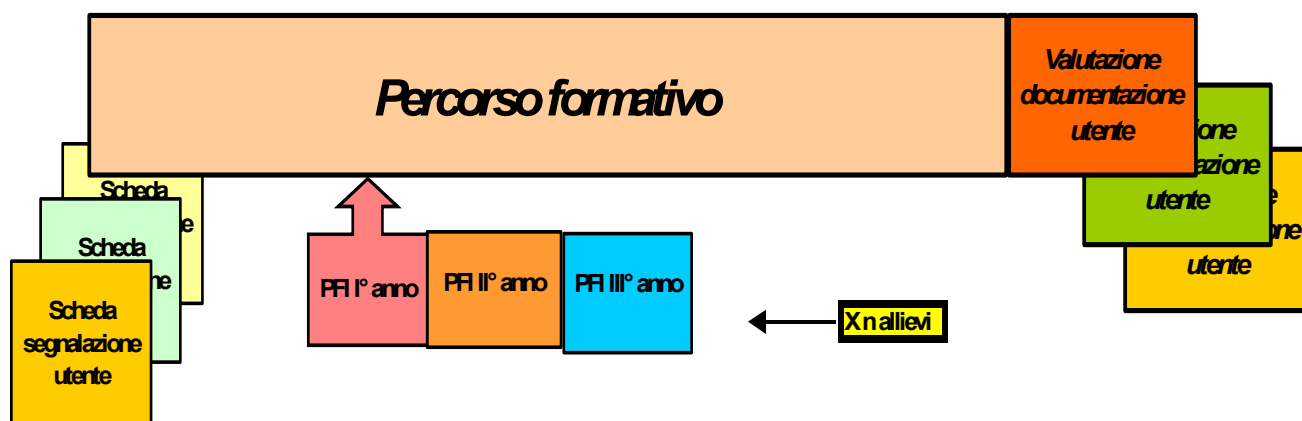 Percorso formativo
Valutazione
documentazione
utente
utente
utente
Scheda
Scheda
Scheda
segnalazione
utente
PFI I° anno
PFI II° anno
PFI III° anno
X n allievi